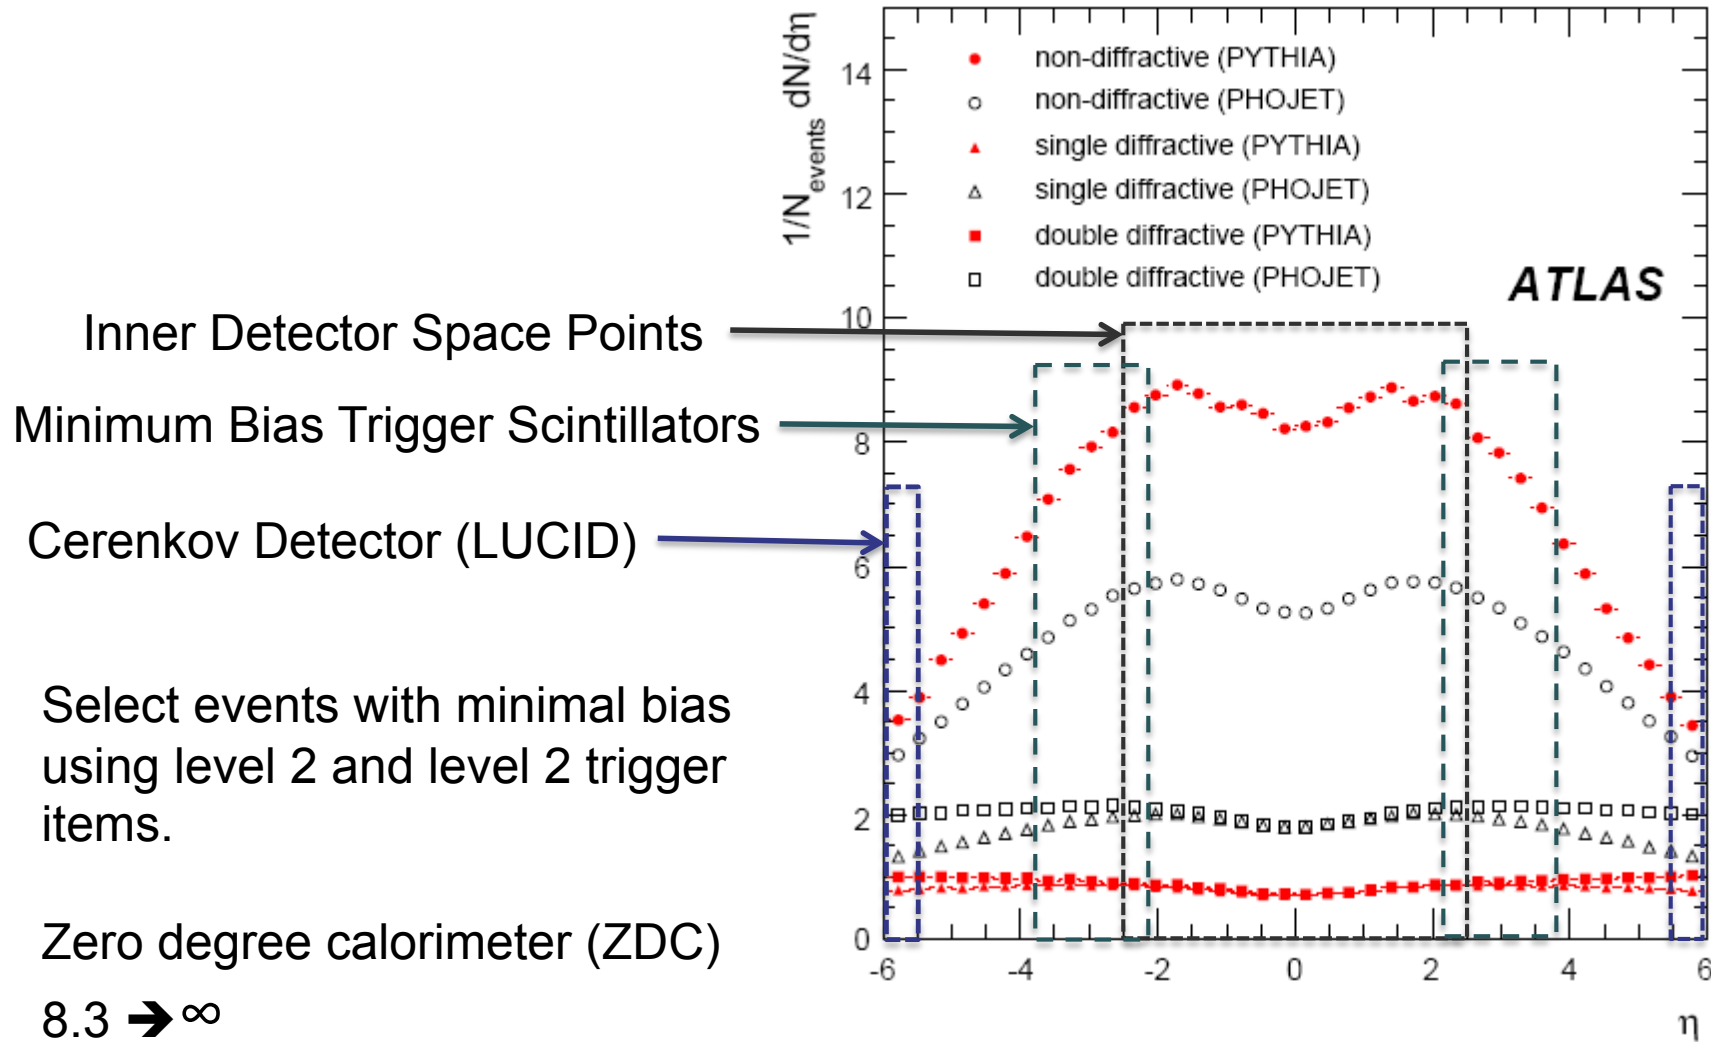 Inner Detector Space Points
Minimum Bias Trigger Scintillators
Cerenkov Detector (LUCID)
Select events with minimal bias
using level 2 and level 2 trigger
items.
Zero degree calorimeter (ZDC)
8.3 ➔ ∞
1/N_events dN/dη
non-diffractive (PYTHIA)
non-diffractive (PHOJET)
single diffractive (PYTHIA)
single diffractive (PHOJET)
double diffractive (PYTHIA)
double diffractive (PHOJET)
ATLAS
14
12
10
8
6
4
2
0
-6 -4 -2 0 2 4 6
η